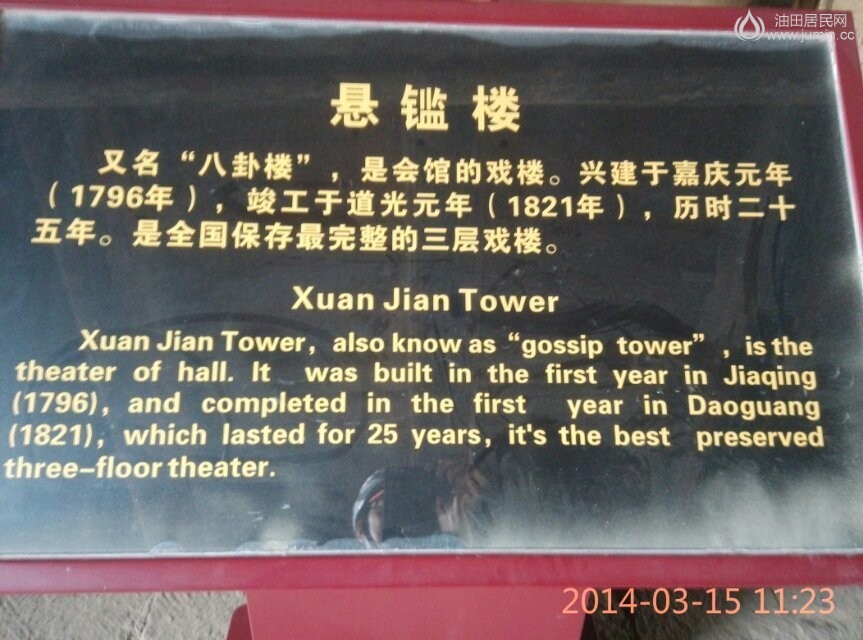 油田居民网
www.jumin.cc
悬鑑楼
又名“八卦楼”，是会馆的戏楼。兴建于嘉庆元年
（1796年），竣工于道光元年（1821年），历时二十
五年。是全国保存最完整的三层戏楼。
Xuan Jian Tower
Xuan Jian Tower, also know as “gossip tower”, is the
theater of hall. It was built in the first year in Jiaqing
(1796), and completed in the first year in Daoguang
(1821), which lasted for 25 years, it's the best preserved
three-floor theater.
2014-03-15 11:23